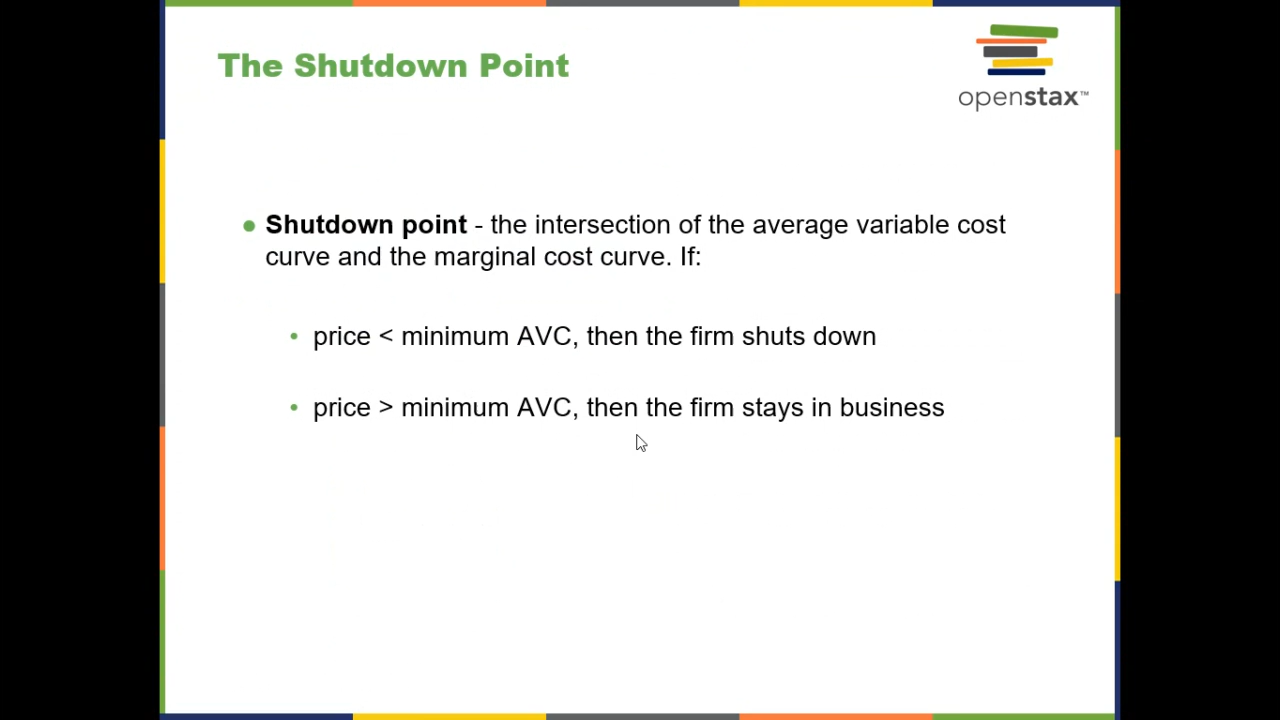 The Shutdown Point
openstax™
● Shutdown point - the intersection of the average variable cost
curve and the marginal cost curve. If:
• price < minimum AVC, then the firm shuts down
• price > minimum AVC, then the firm stays in business